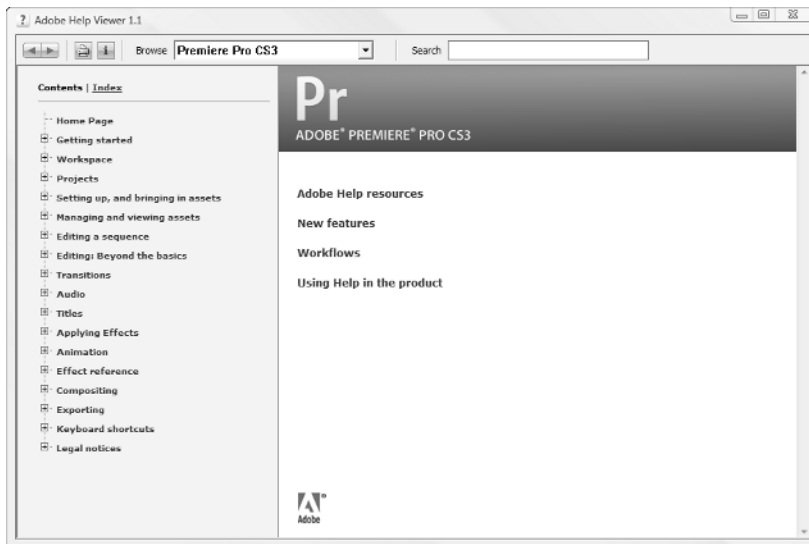 Adobe Help Viewer 1.1
Browse Premiere Pro CS3 Search
Contents | Index
Home Page
Getting started
Workspace
Projects
Setting up, and bringing in assets
Managing and viewing assets
Editing a sequence
Editing: Beyond the basics
Transitions
Audio
Titles
Applying Effects
Animation
Effect reference
Compositing
Exporting
Keyboard shortcuts
Legal notices
Pr
ADOBE® PREMIERE® PRO CS3
Adobe Help resources
New features
Workflows
Using Help in the product
Adobe